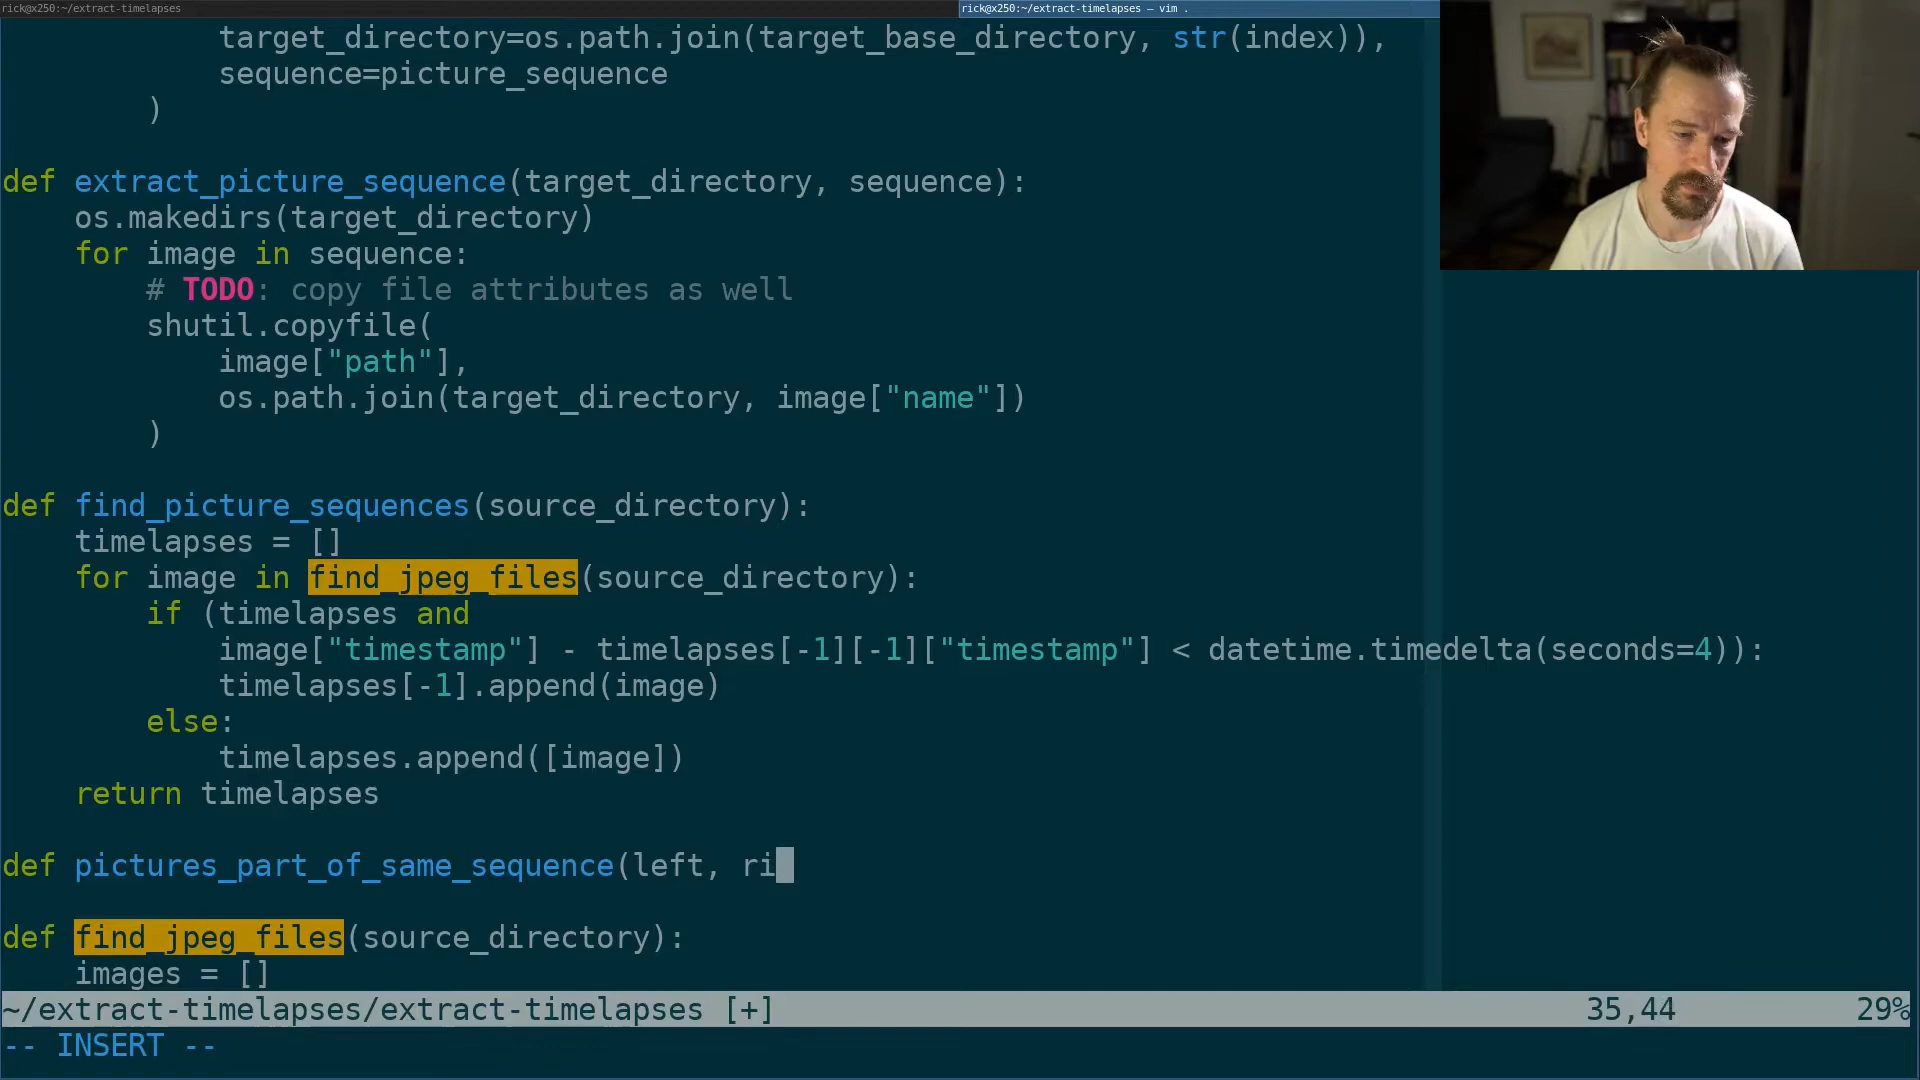 rick@x250:~/extract-timelapses
rick@x250:~/extract-timelapses — vim .
target_directory=os.path.join(target_base_directory, str(index)),
sequence=picture_sequence
)
def extract_picture_sequence(target_directory, sequence):
os.makedirs(target_directory)
for image in sequence:
# TODO: copy file attributes as well
shutil.copyfile(
image["path"],
os.path.join(target_directory, image["name"])
)
def find_picture_sequences(source_directory):
timelapses = []
for image in find_jpeg_files(source_directory):
if (timelapses and
image["timestamp"] - timelapses[-1][-1]["timestamp"] < datetime.timedelta(seconds=4)):
timelapses[-1].append(image)
else:
timelapses.append([image])
return timelapses
def pictures_part_of_same_sequence(left, ri
def find_jpeg_files(source_directory):
images = []
~/extract-timelapses/extract-timelapses [+] 35,44 29%
-- INSERT --